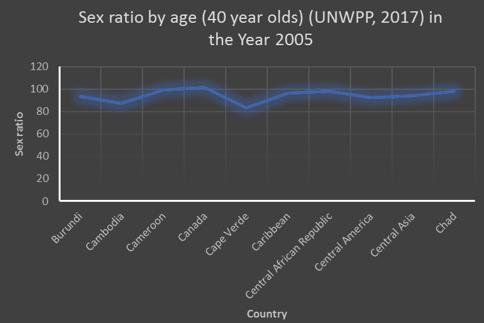 Sex ratio by age (40 year olds) (UNWPP, 2017) in
the Year 2005
120
100
80
60
40
20
0
Sex ratio
Burundi
Cambodia
Cameroon
Canada
Cape Verde
Caribbean
Central African Republic
Central America
Central Asia
Chad
Country